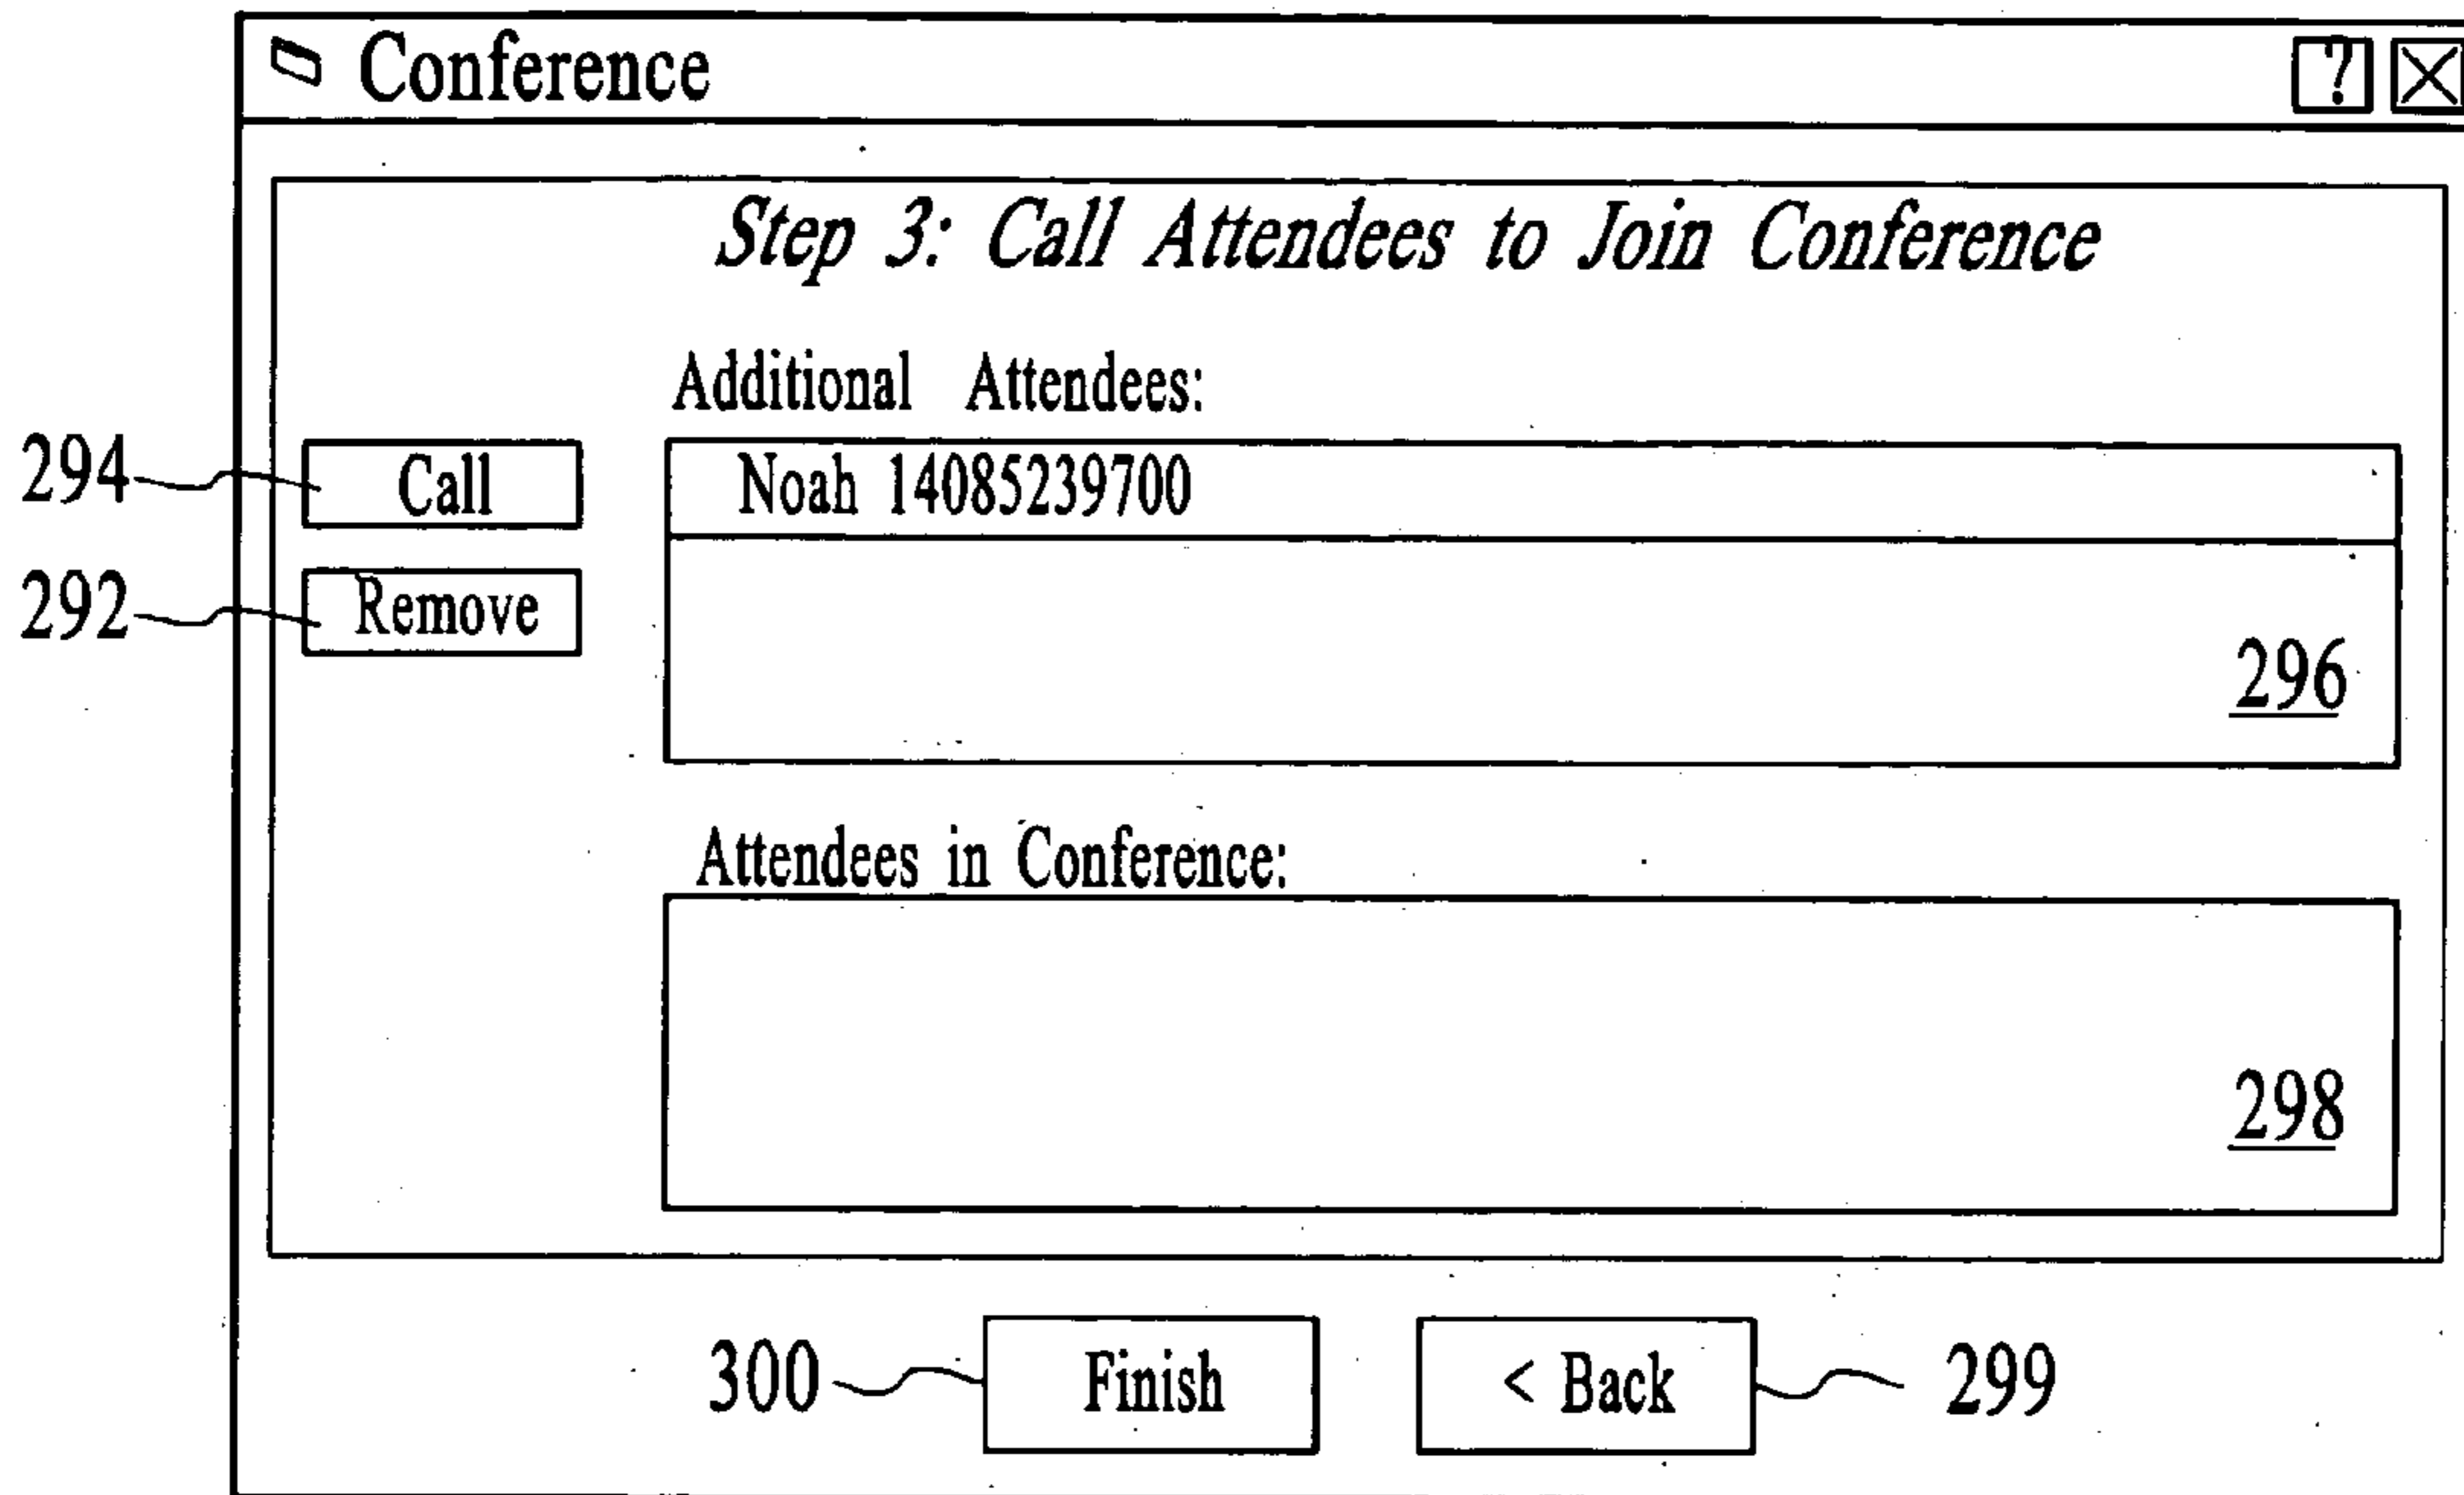 Conference ?
Step 3: Call Attendees to Join Conference
Additional Attendees:
294 Call Noah 14085239700
292 Remove
296
Attendees in Conference:
298
300 Finish < Back 299